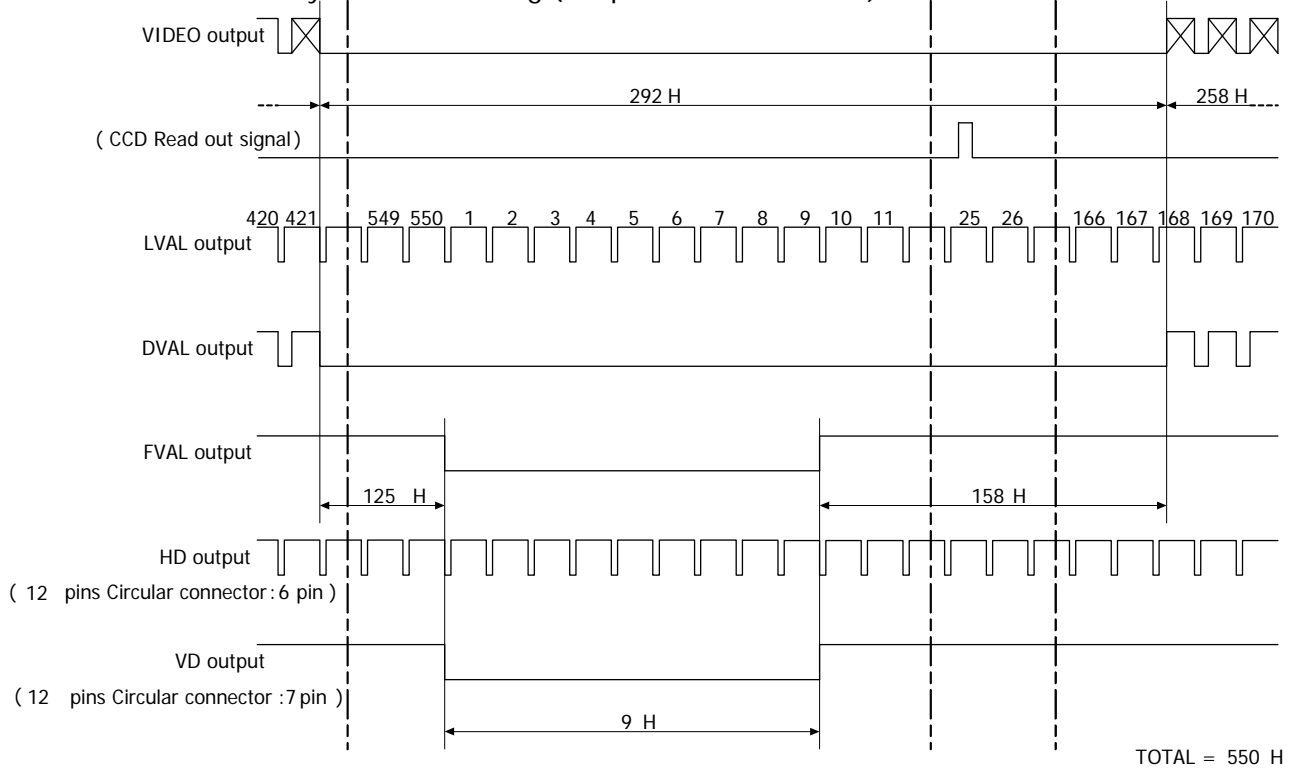 VIDEO output
292 H
258 H
( CCD Read out signal)
420 421 549 550 1 2 3 4 5 6 7 8 9 10 11 25 26 166 167 168 169 170
LVAL output
DVAL output
FVAL output
125 H
158 H
HD output
( 12 pins Circular connector : 6 pin )
VD output
( 12 pins Circular connector : 7 pin )
9 H
TOTAL = 550 H